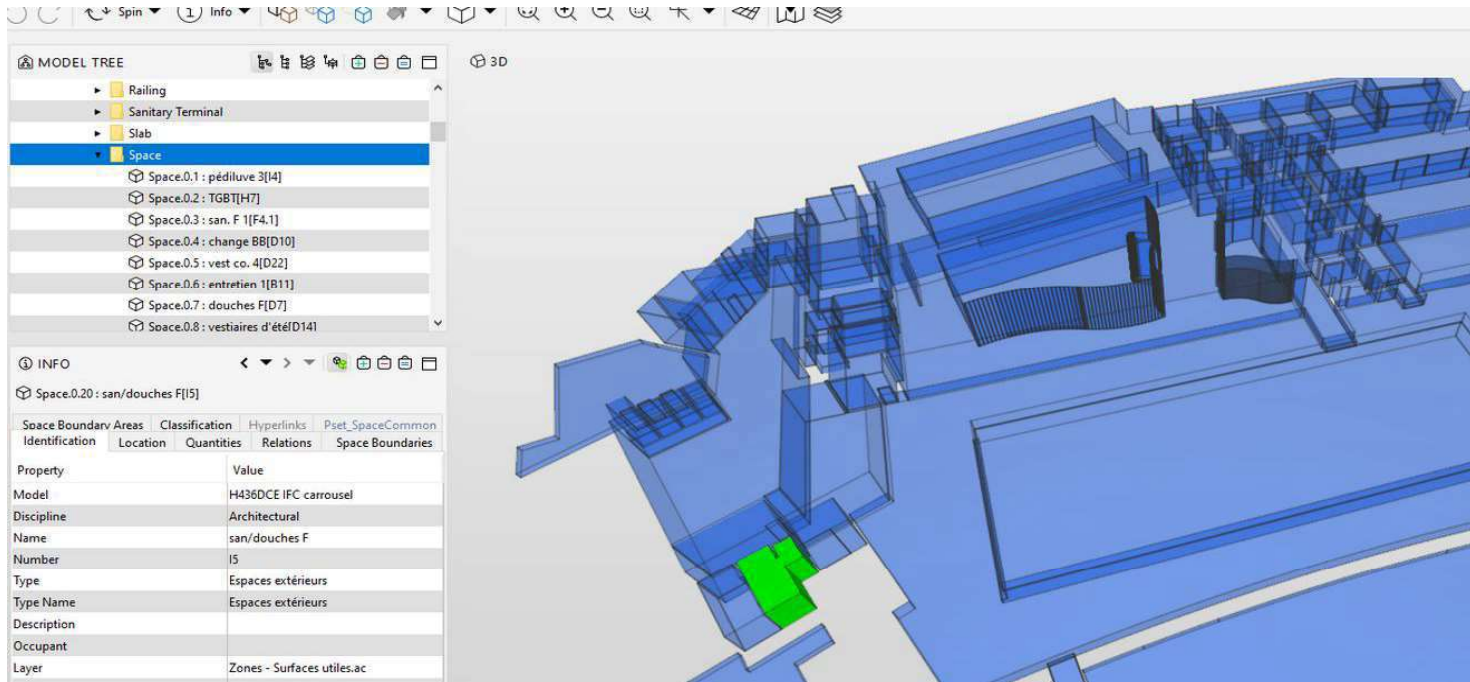 Spin
Info
MODEL TREE
3D
Railing
Sanitary Terminal
Slab
Space
Space.0.1 : pédiluve 3[I4]
Space.0.2 : TGBT[H7]
Space.0.3 : san. F 1[F4.1]
Space.0.4 : change BB[D10]
Space.0.5 : vest co. 4[D22]
Space.0.6 : entretien 1[B11]
Space.0.7 : douches F[D7]
Space.0.8 : vestiaires d'été[D14]
INFO
Space.0.20 : san/douches F[I5]
Space Boundary Areas Classification Hyperlinks Pset_SpaceCommon
Identification Location Quantities Relations Space Boundaries
Property Value
Model H436DCE IFC carrousel
Discipline Architectural
Name san/douches F
Number I5
Type Espaces extérieurs
Type Name Espaces extérieurs
Description
Occupant
Layer Zones - Surfaces utiles.ac